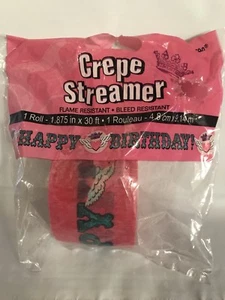 Crepe
Streamer
FLAME RESISTANT • BLEED RESISTANT
1 Roll - 1.875 in x 30 ft • 1 Rouleau - 4.8 cm x 9.14 m
HAPPY BIRTHDAY!
Y